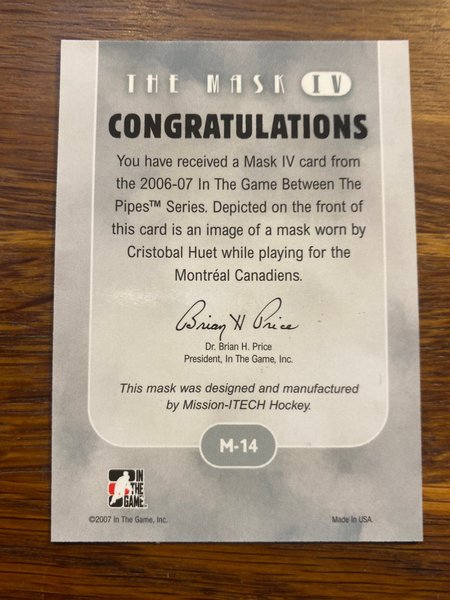 THE MASK IV
CONGRATULATIONS
You have received a Mask IV card from
the 2006-07 In The Game Between The
Pipes™ Series. Depicted on the front of
this card is an image of a mask worn by
Cristobal Huet while playing for the
Montréal Canadiens.
Brian H Price
Dr. Brian H. Price
President, In The Game, Inc.
This mask was designed and manufactured
by Mission-ITECH Hockey.
M-14
IN
THE
GAME
©2007 In The Game, Inc.
Made in USA.